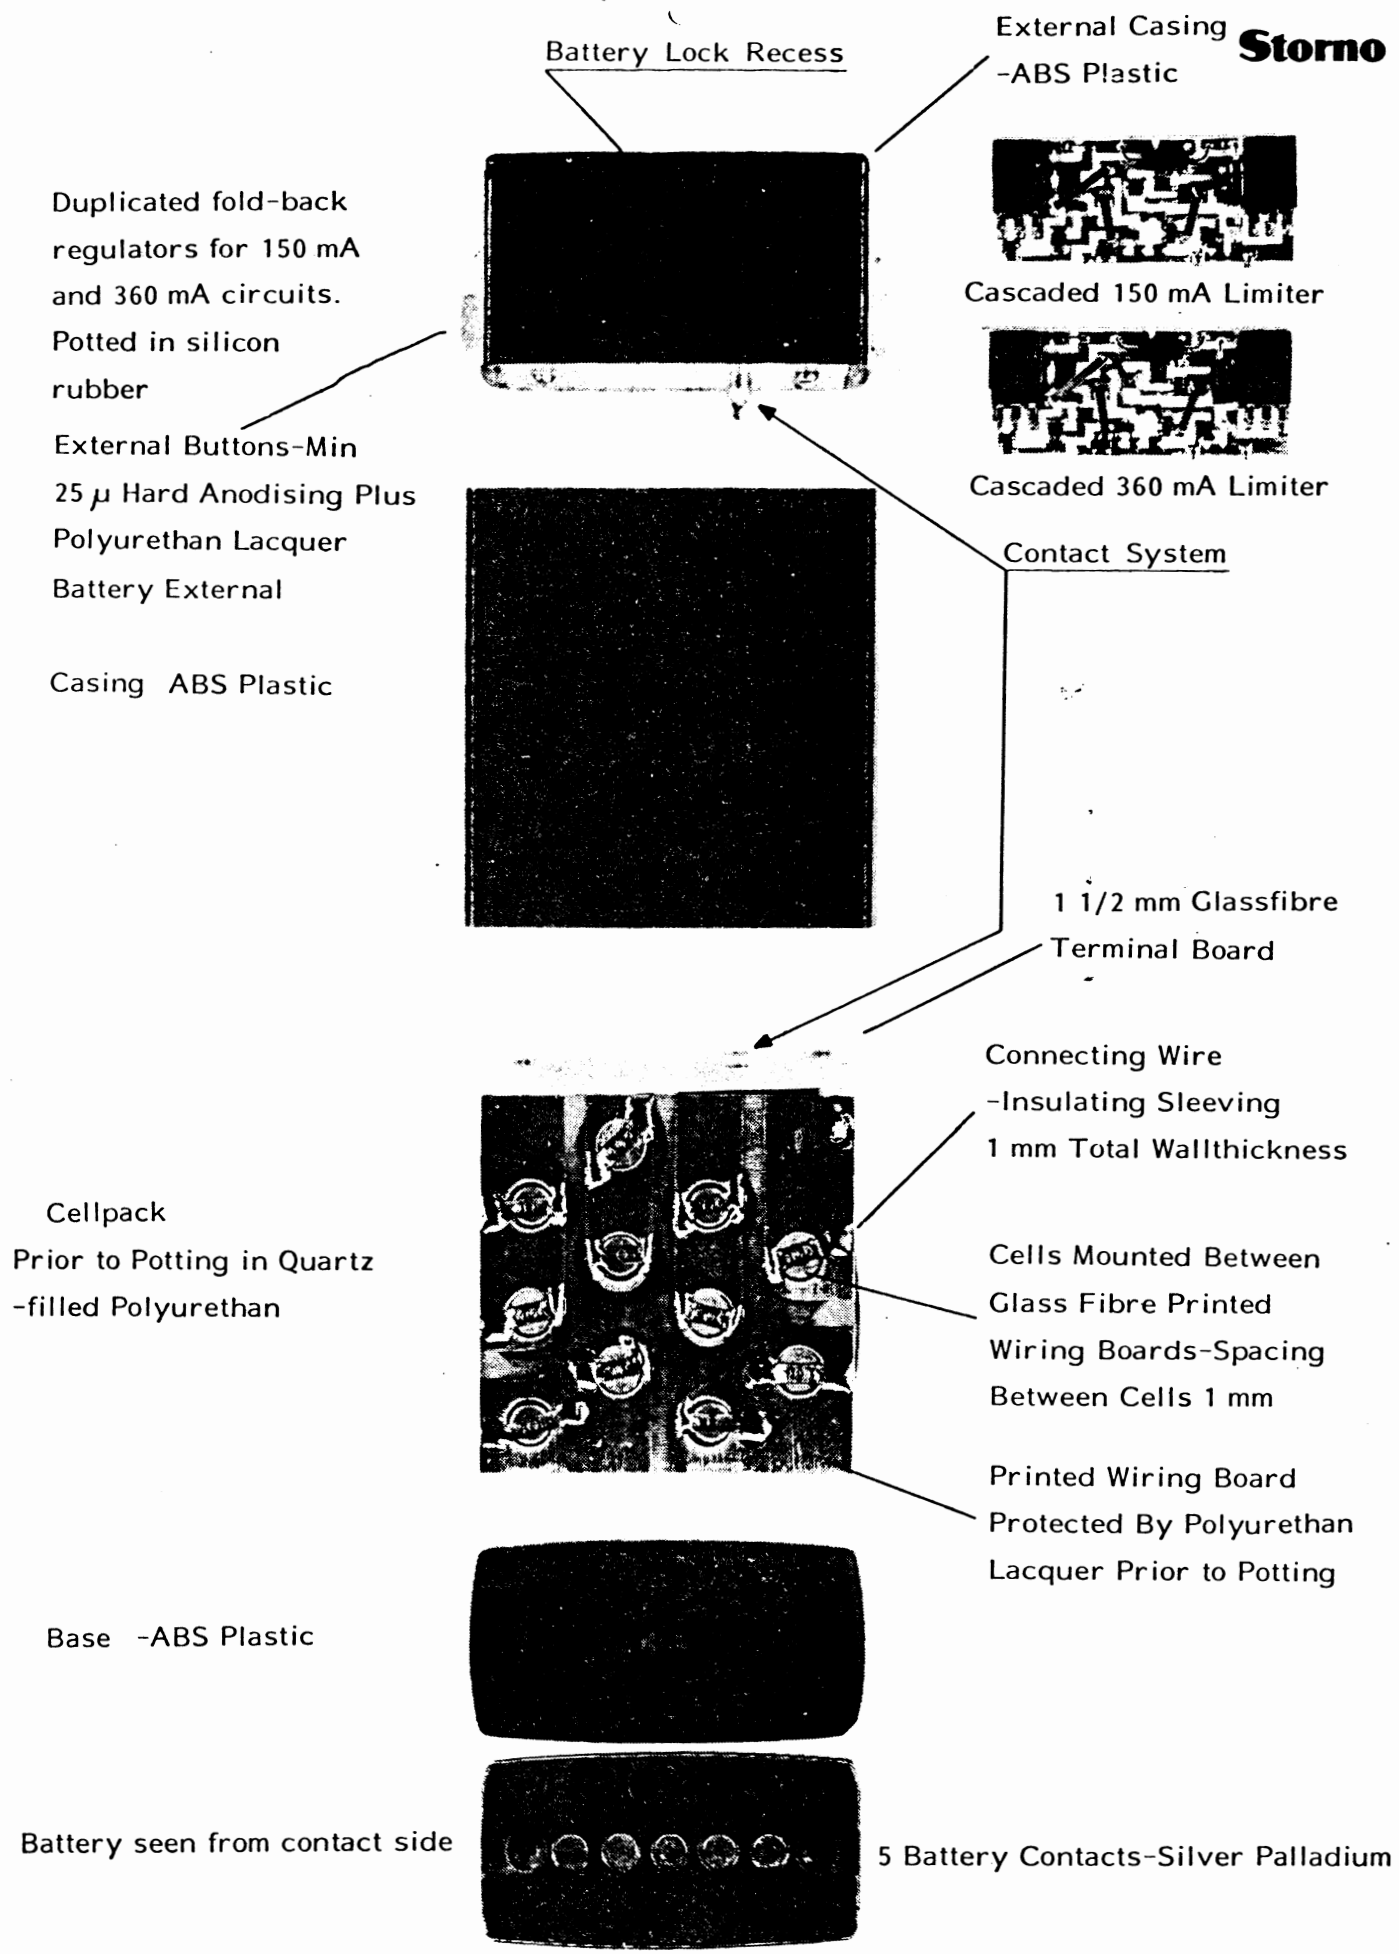 Battery Lock Recess
External Casing
-ABS Plastic
Storno
Duplicated fold-back
regulators for 150 mA
and 360 mA circuits.
Potted in silicon
rubber
Cascaded 150 mA Limiter
Cascaded 360 mA Limiter
External Buttons-Min
25 μ Hard Anodising Plus
Polyurethan Lacquer
Battery External
Casing ABS Plastic
Contact System
1 1/2 mm Glassfibre
Terminal Board
Connecting Wire
-Insulating Sleeving
1 mm Total Wallthickness
Cellpack
Prior to Potting in Quartz
-filled Polyurethan
Cells Mounted Between
Glass Fibre Printed
Wiring Boards-Spacing
Between Cells 1 mm
Printed Wiring Board
Protected By Polyurethan
Lacquer Prior to Potting
Base -ABS Plastic
Battery seen from contact side
5 Battery Contacts-Silver Palladium